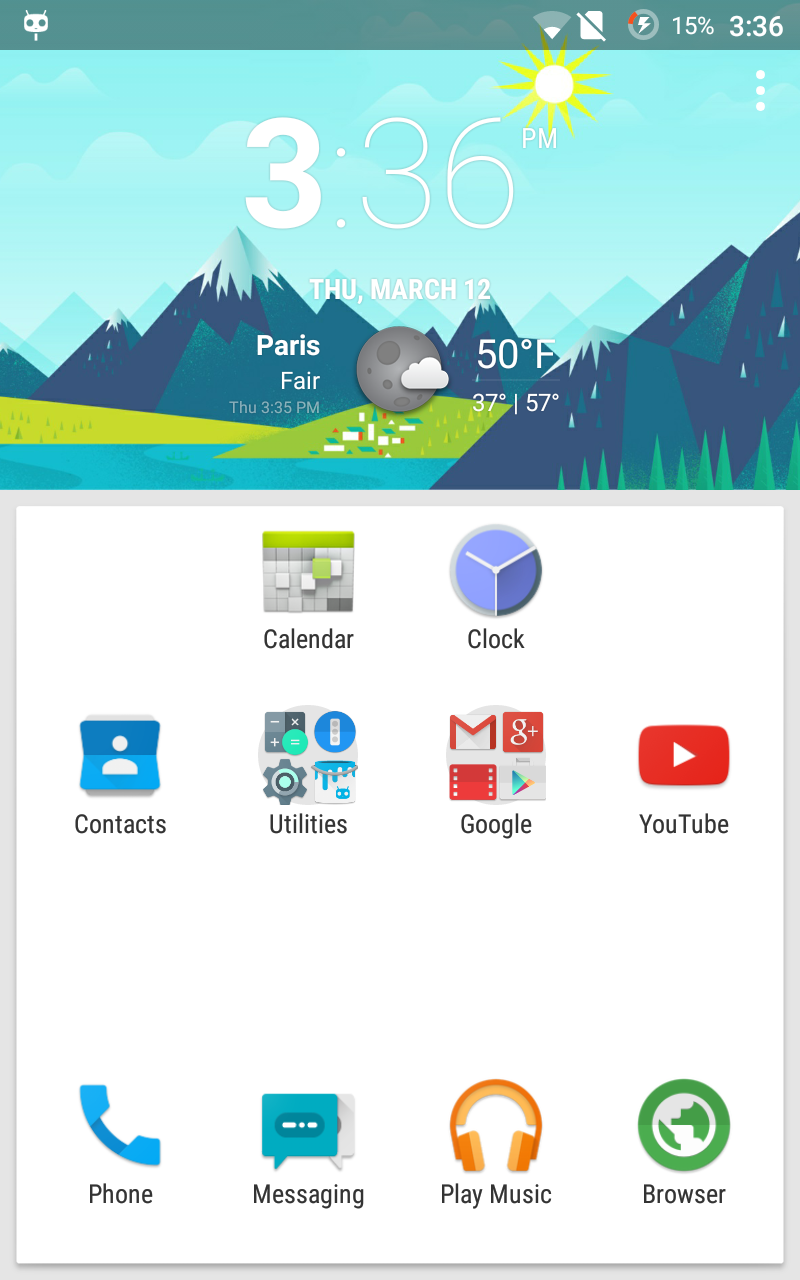 15% 3:36
3:36 PM
THU, MARCH 12
Paris
Fair
Thu 3:35 PM
50°F
37° | 57°
Calendar Clock
g+
Contacts Utilities Google YouTube
Phone Messaging Play Music Browser